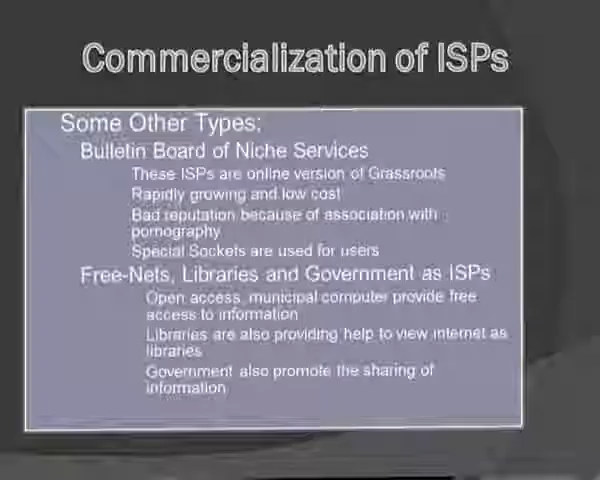 Commercialization of ISPs
Some Other Types:
Bulletin Board of Niche Services
These ISPs are online version of Grassroots
Rapidly growing and low cost
Bad reputation because of association with
pornography
Special Sockets are used for users
Free-Nets, Libraries and Government as ISPs
Open access, municipal computer provide free
access to information
Libraries are also providing help to view internet as
libraries
Government also promote the sharing of
information